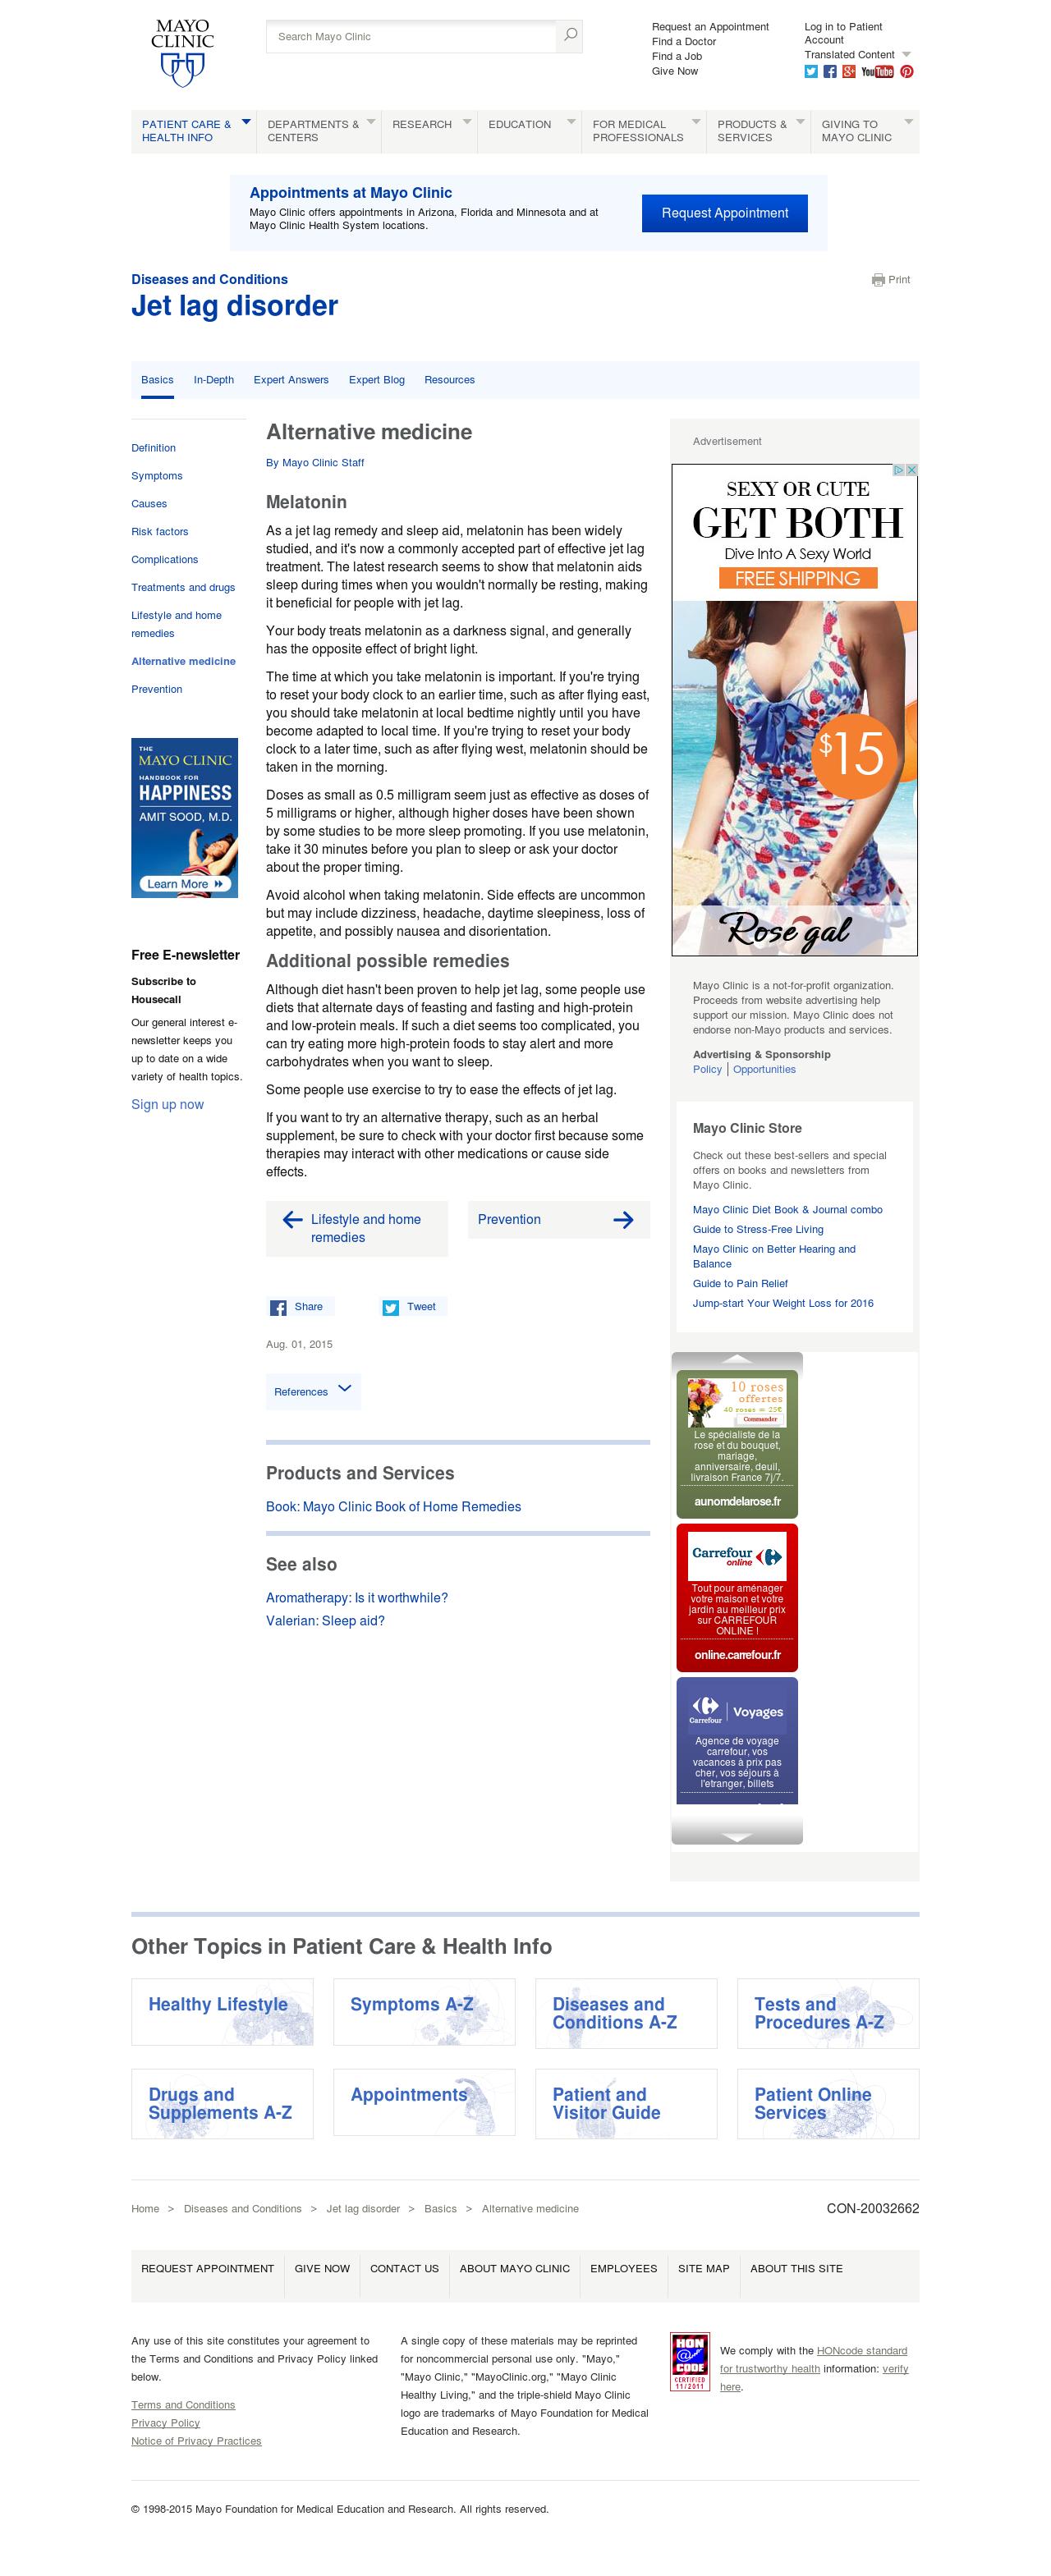 MAYO
CLINIC
Search Mayo Clinic
Request an Appointment
Find a Doctor
Find a Job
Give Now
Log in to Patient
Account
Translated Content
You Tube
PATIENT CARE &
HEALTH INFO
DEPARTMENTS &
CENTERS
RESEARCH
EDUCATION
FOR MEDICAL
PROFESSIONALS
PRODUCTS &
SERVICES
GIVING TO
MAYO CLINIC
Appointments at Mayo Clinic
Mayo Clinic offers appointments in Arizona, Florida and Minnesota and at
Mayo Clinic Health System locations.
Request Appointment
Diseases and Conditions
Jet lag disorder
Print
Basics
In-Depth
Expert Answers
Expert Blog
Resources
Definition
Symptoms
Causes
Risk factors
Complications
Treatments and drugs
Lifestyle and home
remedies
Alternative medicine
Prevention
THE
MAYO CLINIC
HANDBOOK FOR
HAPPINESS
AMIT SOOD, M.D.
Learn More
Free E-newsletter
Subscribe to
Housecall
Our general interest e-
newsletter keeps you
up to date on a wide
variety of health topics.
Sign up now
Alternative medicine
By Mayo Clinic Staff
Melatonin
As a jet lag remedy and sleep aid, melatonin has been widely
studied, and it's now a commonly accepted part of effective jet lag
treatment. The latest research seems to show that melatonin aids
sleep during times when you wouldn't normally be resting, making
it beneficial for people with jet lag.
Your body treats melatonin as a darkness signal, and generally
has the opposite effect of bright light.
The time at which you take melatonin is important. If you're trying
to reset your body clock to an earlier time, such as after flying east,
you should take melatonin at local bedtime nightly until you have
become adapted to local time. If you're trying to reset your body
clock to a later time, such as after flying west, melatonin should be
taken in the morning.
Doses as small as 0.5 milligram seem just as effective as doses of
5 milligrams or higher, although higher doses have been shown
by some studies to be more sleep promoting. If you use melatonin,
take it 30 minutes before you plan to sleep or ask your doctor
about the proper timing.
Avoid alcohol when taking melatonin. Side effects are uncommon
but may include dizziness, headache, daytime sleepiness, loss of
appetite, and possibly nausea and disorientation.
Additional possible remedies
Although diet hasn't been proven to help jet lag, some people use
diets that alternate days of feasting and fasting and high-protein
and low-protein meals. If such a diet seems too complicated, you
can try eating more high-protein foods to stay alert and more
carbohydrates when you want to sleep.
Some people use exercise to try to ease the effects of jet lag.
If you want to try an alternative therapy, such as an herbal
supplement, be sure to check with your doctor first because some
therapies may interact with other medications or cause side
effects.
Lifestyle and home
remedies
Prevention
Share
Tweet
Aug. 01, 2015
References
Products and Services
Book: Mayo Clinic Book of Home Remedies
See also
Aromatherapy: Is it worthwhile?
Valerian: Sleep aid?
Advertisement
SEXY OR CUTE
GET BOTH
Dive Into A Sexy World
FREE SHIPPING
$15
Rose gal
Mayo Clinic is a not-for-profit organization.
Proceeds from website advertising help
support our mission. Mayo Clinic does not
endorse non-Mayo products and services.
Advertising & Sponsorship
Policy | Opportunities
Mayo Clinic Store
Check out these best-sellers and special
offers on books and newsletters from
Mayo Clinic.
Mayo Clinic Diet Book & Journal combo
Guide to Stress-Free Living
Mayo Clinic on Better Hearing and
Balance
Guide to Pain Relief
Jump-start Your Weight Loss for 2016
10 roses
offertes
40 roses = 25€
Commander
Le spécialiste de la
rose et du bouquet,
mariage,
anniversaire, deuil,
livraison France 7j/7.
aunomdelarose.fr
Carrefour
online
Tout pour aménager
votre maison et votre
jardin au meilleur prix
sur CARREFOUR
ONLINE !
online.carrefour.fr
Carrefour
Voyages
Agence de voyage
carrefour, vos
vacances à prix pas
cher, vos séjours à
l'etranger, billets
Other Topics in Patient Care & Health Info
Healthy Lifestyle
Symptoms A-Z
Diseases and
Conditions A-Z
Tests and
Procedures A-Z
Drugs and
Supplements A-Z
Appointments
Patient and
Visitor Guide
Patient Online
Services
Home > Diseases and Conditions > Jet lag disorder > Basics > Alternative medicine
CON-20032662
REQUEST APPOINTMENT
GIVE NOW
CONTACT US
ABOUT MAYO CLINIC
EMPLOYEES
SITE MAP
ABOUT THIS SITE
Any use of this site constitutes your agreement to
the Terms and Conditions and Privacy Policy linked
below.
Terms and Conditions
Privacy Policy
Notice of Privacy Practices
A single copy of these materials may be reprinted
for noncommercial personal use only. "Mayo,"
"Mayo Clinic," "MayoClinic.org," "Mayo Clinic
Healthy Living," and the triple-shield Mayo Clinic
logo are trademarks of Mayo Foundation for Medical
Education and Research.
HON
@
CODE
CERTIFIED
11/2011
We comply with the HONcode standard
for trustworthy health information: verify
here.
© 1998-2015 Mayo Foundation for Medical Education and Research. All rights reserved.